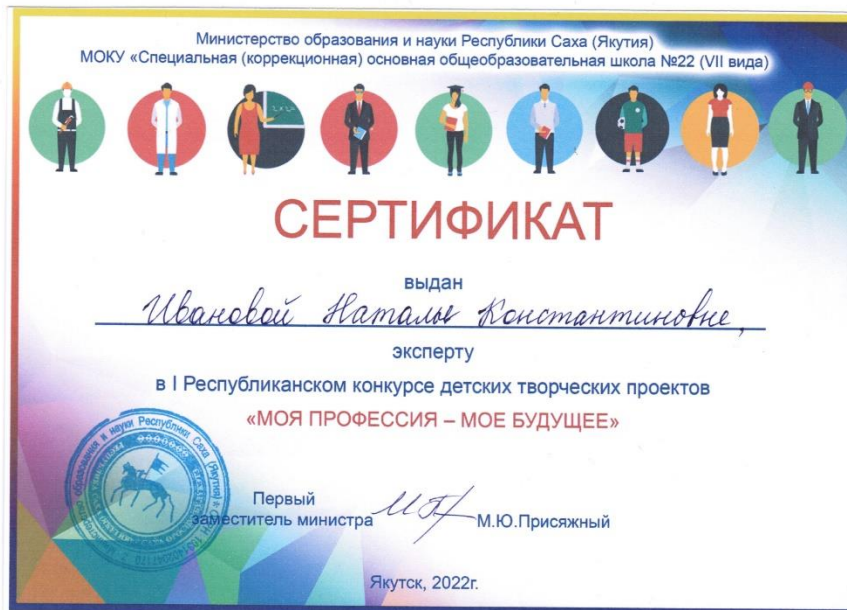 Министерство образования и науки Республики Саха (Якутия)
МОКУ «Специальная (коррекционная) основная общеобразовательная школа №22 (VII вида)
СЕРТИФИКАТ
выдан
Ивановой Наталье Константиновне,
эксперту
в I Республиканском конкурсе детских творческих проектов
«МОЯ ПРОФЕССИЯ – МОЕ БУДУЩЕЕ»
Первый
заместитель министра М.Ю.Присяжный
Якутск, 2022г.